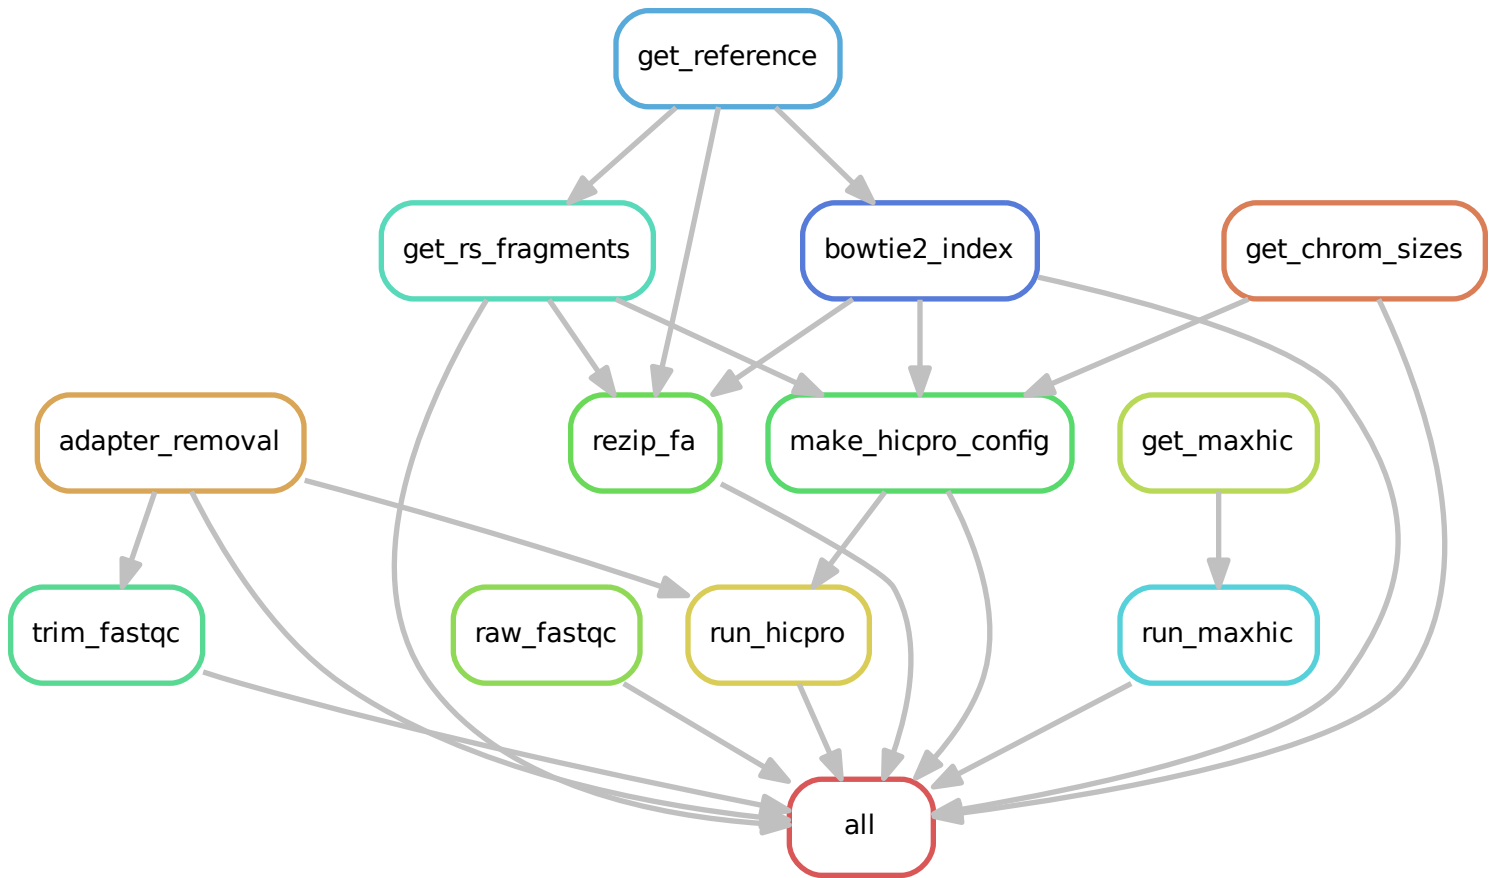 get_reference
get_rs_fragments
bowtie2_index
get_chrom_sizes
adapter_removal
rezip_fa
make_hicpro_config
get_maxhic
trim_fastqc
raw_fastqc
run_hicpro
run_maxhic
all